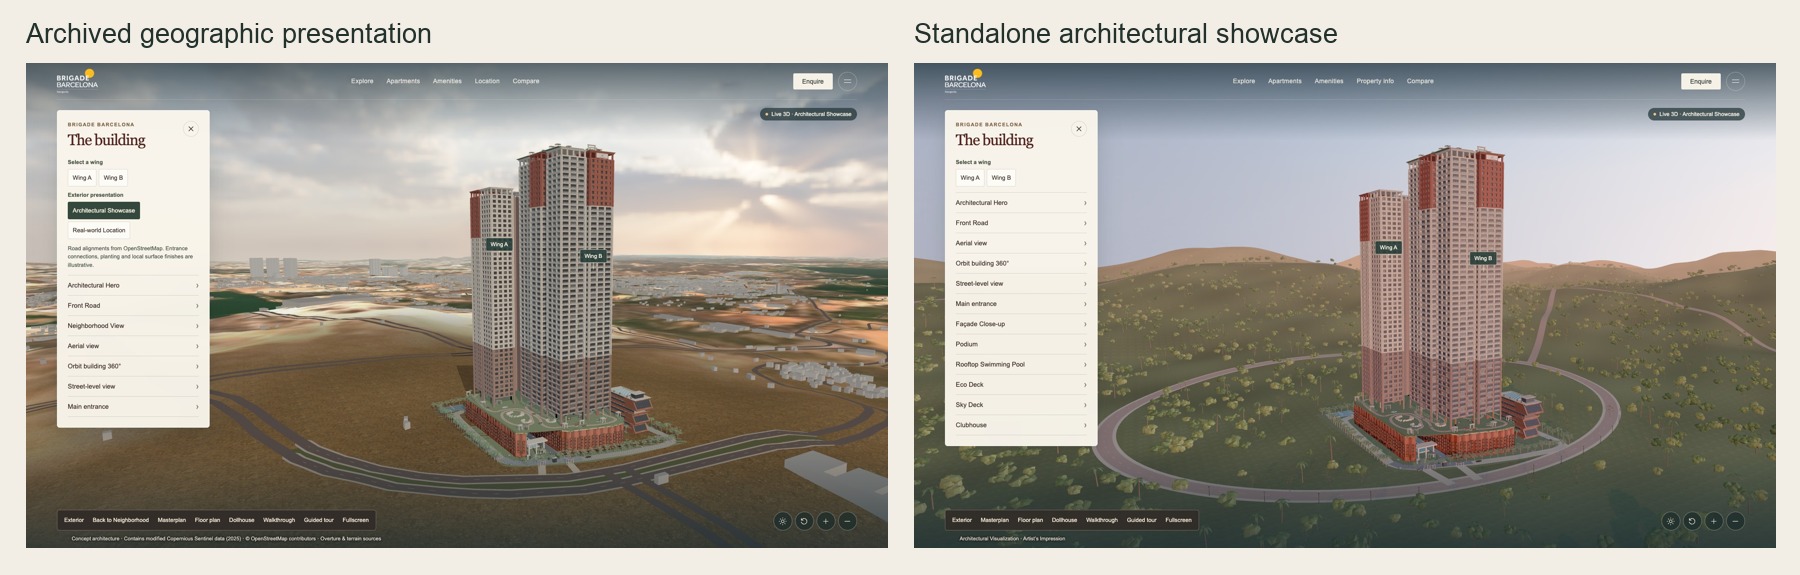 Archived geographic presentation
BRIGADE
BARCELONA
Explore Apartments Amenities Location Compare
Enquire
Live 3D · Architectural Showcase
BRIGADE BARCELONA
The building
Select a wing
Wing A Wing B
Exterior presentation
Architectural Showcase
Real-world Location
Road alignments from OpenStreetMap. Entrance
connections, planting and local surface finishes are
illustrative.
Architectural Hero
Front Road
Neighborhood View
Aerial view
Orbit building 360°
Street-level view
Main entrance
Wing A
Wing B
Exterior Back to Neighborhood Masterplan Floor plan Dollhouse Walkthrough Guided tour Fullscreen
Concept architecture · Contains modified Copernicus Sentinel data (2025) · © OpenStreetMap contributors · Overture & terrain sources
Standalone architectural showcase
BRIGADE
BARCELONA
Explore Apartments Amenities Property info Compare
Enquire
Live 3D · Architectural Showcase
BRIGADE BARCELONA
The building
Select a wing
Wing A Wing B
Architectural Hero
Front Road
Aerial view
Orbit building 360°
Street-level view
Main entrance
Façade Close-up
Podium
Rooftop Swimming Pool
Eco Deck
Sky Deck
Clubhouse
Wing A
Wing B
Exterior Masterplan Floor plan Dollhouse Walkthrough Guided tour Fullscreen
Architectural Visualization · Artist's Impression